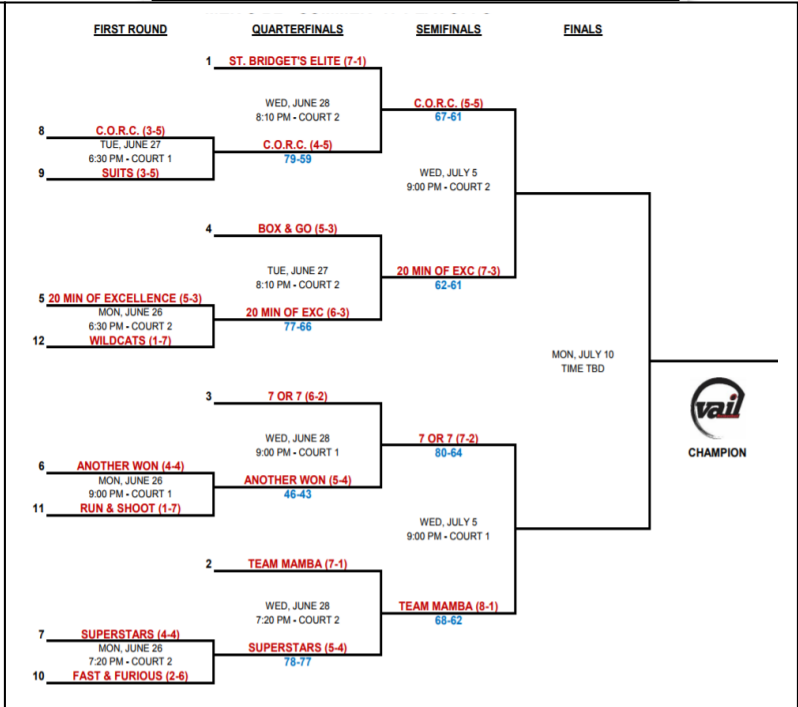 FIRST ROUND QUARTERFINALS SEMIFINALS FINALS
1 ST. BRIDGET'S ELITE (7-1)
WED, JUNE 28
8:10 PM - COURT 2
C.O.R.C. (5-5)
67-61
8 C.O.R.C. (3-5)
TUE, JUNE 27
6:30 PM - COURT 1
C.O.R.C. (4-5)
79-59
9 SUITS (3-5)
WED, JULY 5
9:00 PM - COURT 2
4 BOX & GO (5-3)
TUE, JUNE 27
8:10 PM - COURT 2
20 MIN OF EXC (7-3)
62-61
5 20 MIN OF EXCELLENCE (5-3)
MON, JUNE 26
6:30 PM - COURT 2
20 MIN OF EXC (6-3)
77-66
12 WILDCATS (1-7)
MON, JULY 10
TIME TBD
vail
CHAMPION
3 7 OR 7 (6-2)
WED, JUNE 28
9:00 PM - COURT 1
7 OR 7 (7-2)
80-64
6 ANOTHER WON (4-4)
MON, JUNE 26
9:00 PM - COURT 1
ANOTHER WON (5-4)
46-43
11 RUN & SHOOT (1-7)
WED, JULY 5
9:00 PM - COURT 1
2 TEAM MAMBA (7-1)
WED, JUNE 28
7:20 PM - COURT 2
TEAM MAMBA (8-1)
68-62
7 SUPERSTARS (4-4)
MON, JUNE 26
7:20 PM - COURT 2
SUPERSTARS (5-4)
78-77
10 FAST & FURIOUS (2-6)